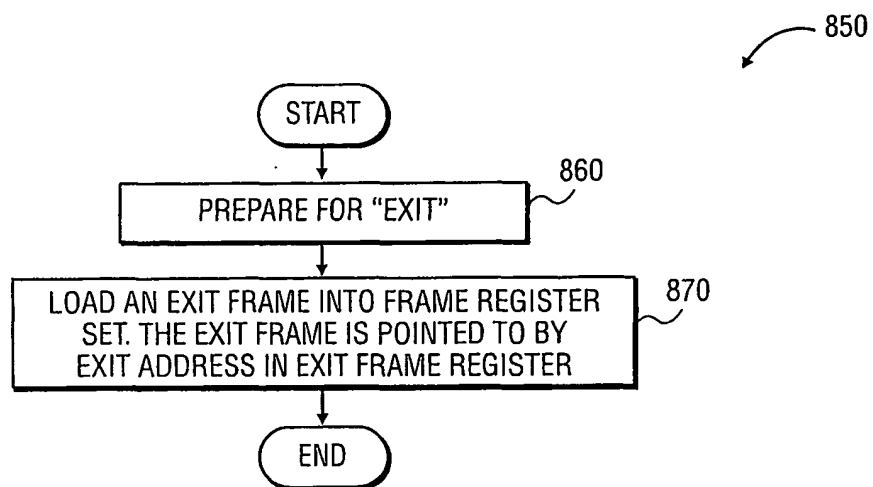 850
START
860
PREPARE FOR “EXIT”
LOAD AN EXIT FRAME INTO FRAME REGISTER
870
SET. THE EXIT FRAME IS POINTED TO BY
EXIT ADDRESS IN EXIT FRAME REGISTER
END